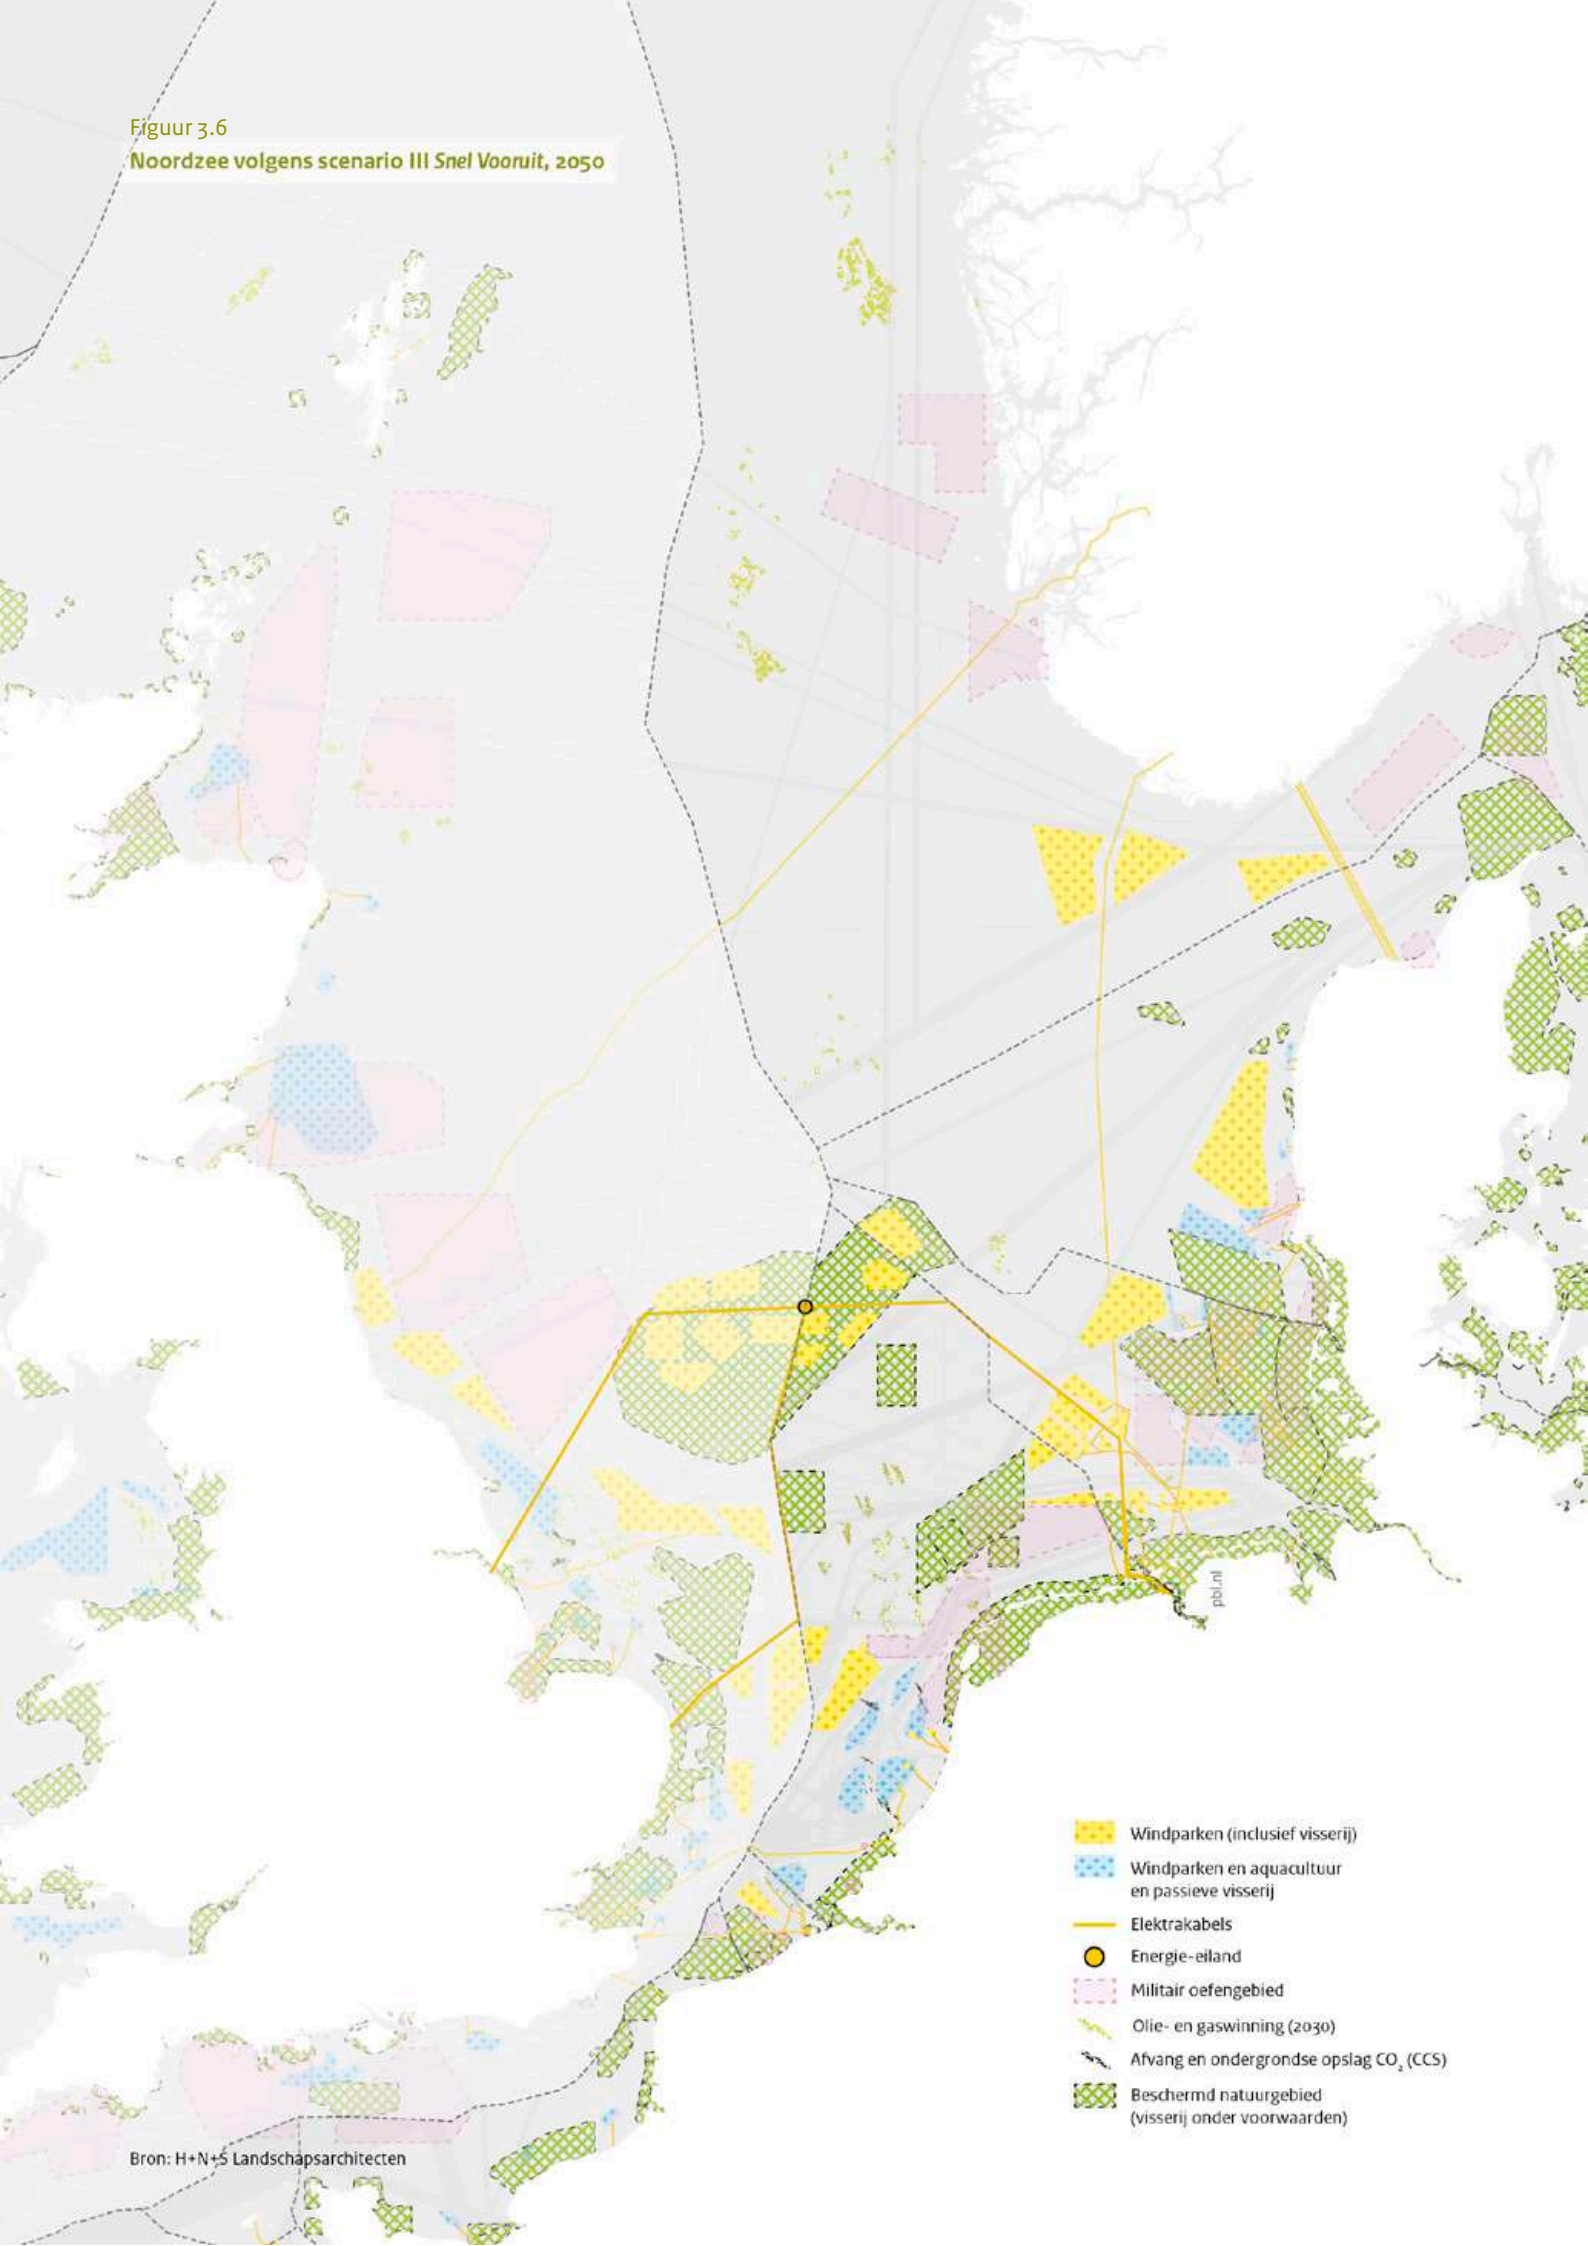 Figuur 3.6
Noordzee volgens scenario III Snel Vooruit, 2050
pbl.nl
Windparken (inclusief visserij)
Windparken en aquacultuur
en passieve visserij
Elektrakabels
Energie-eiland
Militair oefengebied
Olie- en gaswinning (2030)
Afvang en ondergrondse opslag CO₂ (CCS)
Beschermd natuurgebied
(visserij onder voorwaarden)
Bron: H+N+S Landschapsarchitecten